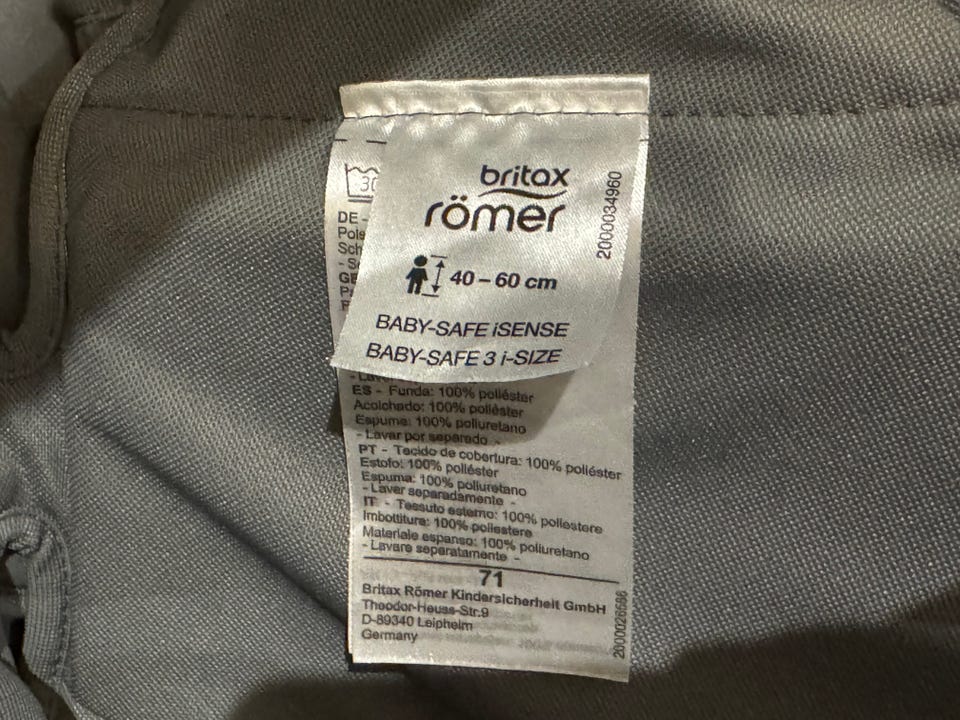 britax
römer
2000034960
40 – 60 cm
BABY-SAFE iSENSE
BABY-SAFE 3 i-SIZE
30
DE -
ES - Funda: 100% poliéster
Acolchado: 100% poliéster
Espuma: 100% poliuretano
- Lavar por separado -
PT - Tecido de cobertura: 100% poliéster
Estofo: 100% poliéster
Espuma: 100% poliuretano
- Lavar separadamente -
IT - Tessuto esterno: 100% poliestere
Imbottitura: 100% poliestere
Materiale espanso: 100% poliuretano
- Lavare separatamente -
71
Britax Römer Kindersicherheit GmbH
Theodor-Heuss-Str.9
D-89340 Leipheim
Germany